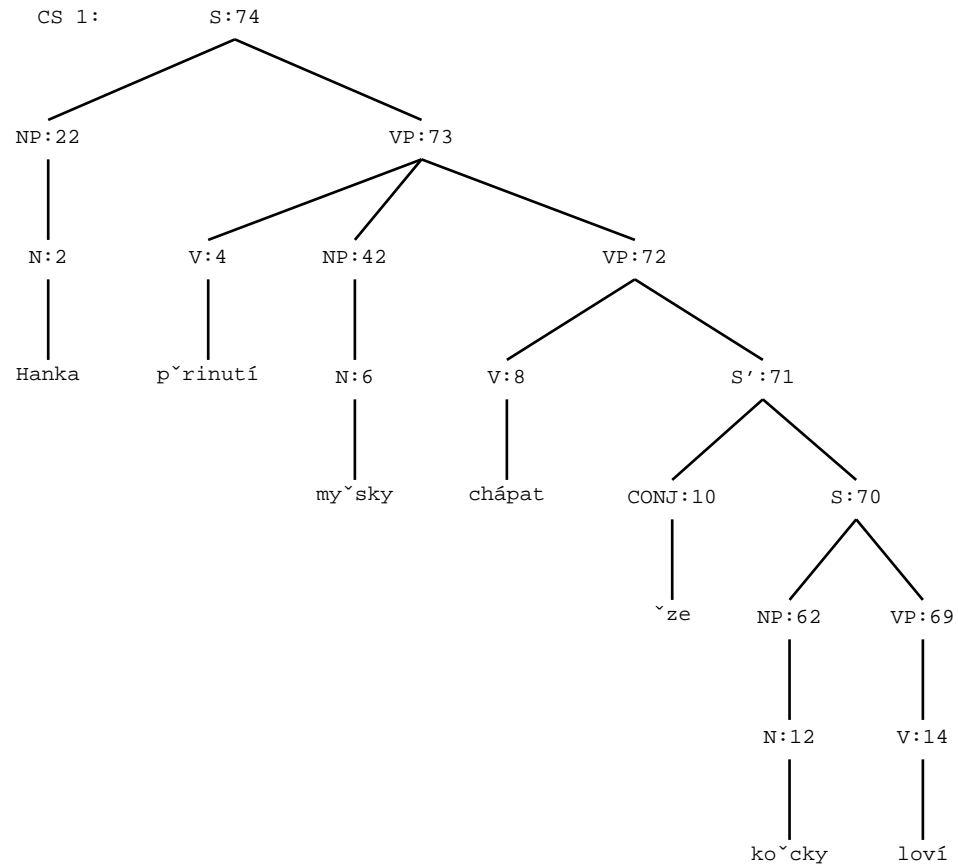 CS 1: S:74
NP:22 VP:73
N:2 V:4 NP:42 VP:72
Hanka pˇrinutí N:6 V:8 S’:71
myˇsky chápat CONJ:10 S:70
ˇze NP:62 VP:69
N:12 V:14
koˇcky loví